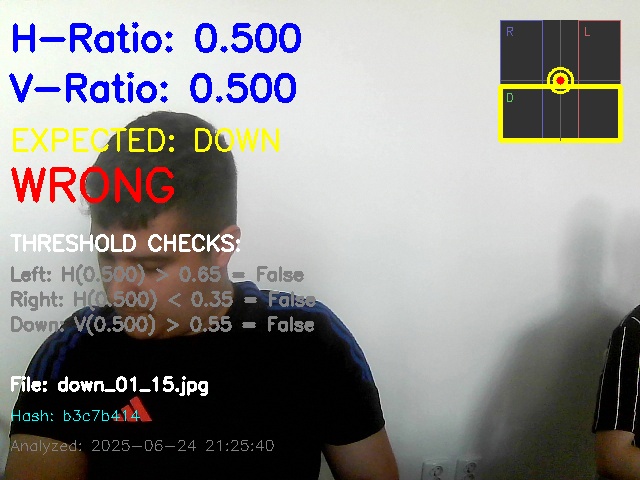 H-Ratio: 0.500
V-Ratio: 0.500
EXPECTED: DOWN
WRONG
THRESHOLD CHECKS:
Left: H(0.500) > 0.65 = False
Right: H(0.500) < 0.35 = False
Down: V(0.500) > 0.55 = False
File: down_01_15.jpg
Hash: b3c7b414
Analyzed: 2025-06-24 21:25:40
R L
D